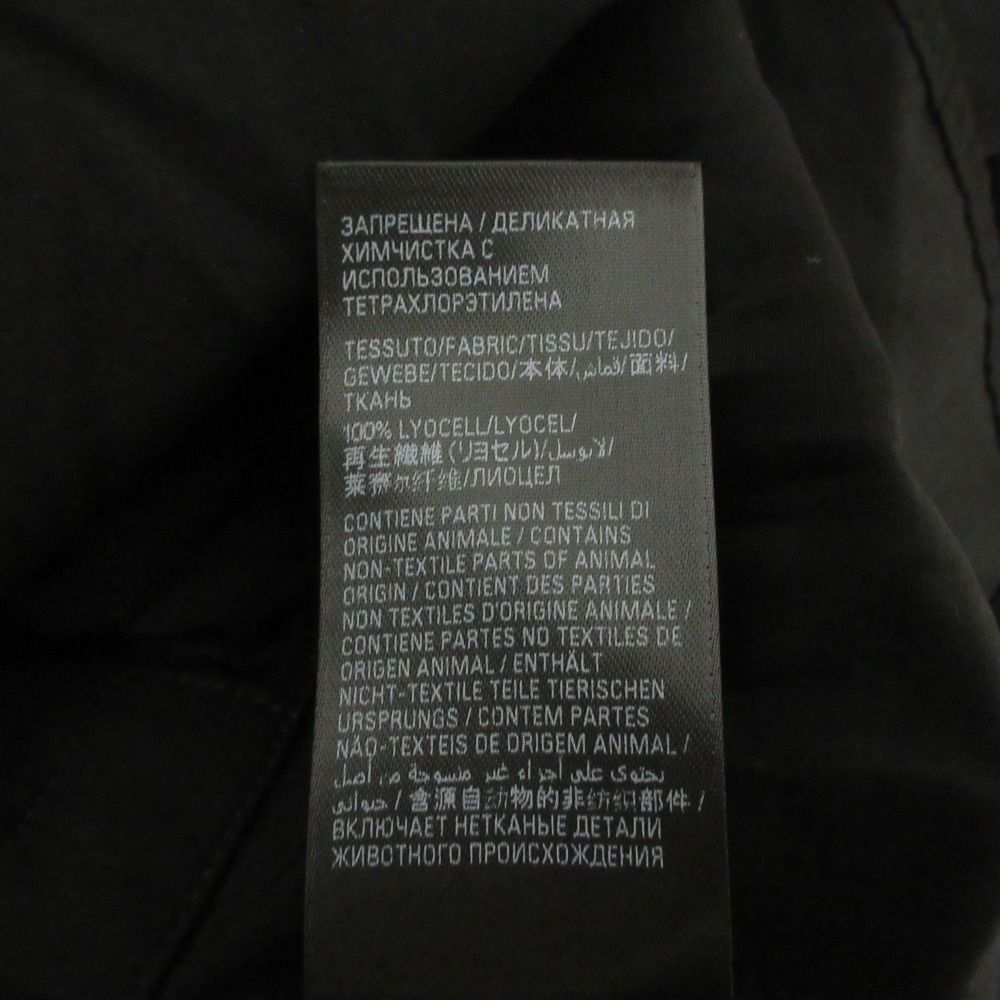 ЗАПРЕЩЕНА / ДЕЛИКАТНАЯ
ХИМЧИСТКА С
ИСПОЛЬЗОВАНИЕМ
ТЕТРАХЛОРЭТИЛЕНА
TESSUTO/FABRIC/TISSU/TEJIDO/
GEWEBE/TECIDO/本体/قماش/面料/
ТКАНЬ
100% LYOCELL/LYOCEL/
再生繊維(リヨセル)/لايوسل/
莱赛尔纤维/ЛИОЦЕЛ
CONTIENE PARTI NON TESSILI DI
ORIGINE ANIMALE / CONTAINS
NON-TEXTILE PARTS OF ANIMAL
ORIGIN / CONTIENT DES PARTIES
NON TEXTILES D'ORIGINE ANIMALE /
CONTIENE PARTES NO TEXTILES DE
ORIGEN ANIMAL / ENTHÄLT
NICHT-TEXTILE TEILE TIERISCHEN
URSPRUNGS / CONTEM PARTES
NÃO-TEXTEIS DE ORIGEM ANIMAL /
يحتوي على أجزاء غير منسوجة من أصل
حيواني / 含源自动物的非纺织部件 /
ВКЛЮЧАЕТ НЕТКАНЫЕ ДЕТАЛИ
ЖИВОТНОГО ПРОИСХОЖДЕНИЯ